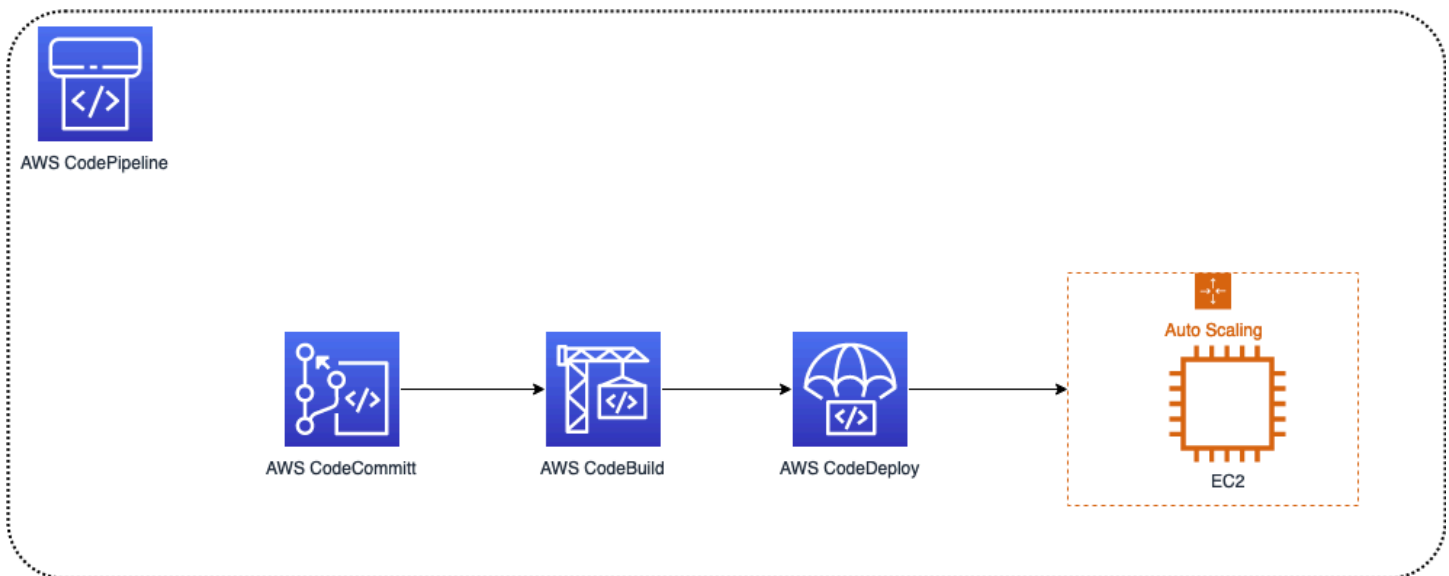 AWS CodePipeline
Auto Scaling
AWS CodeCommitt
AWS CodeBuild
AWS CodeDeploy
EC2